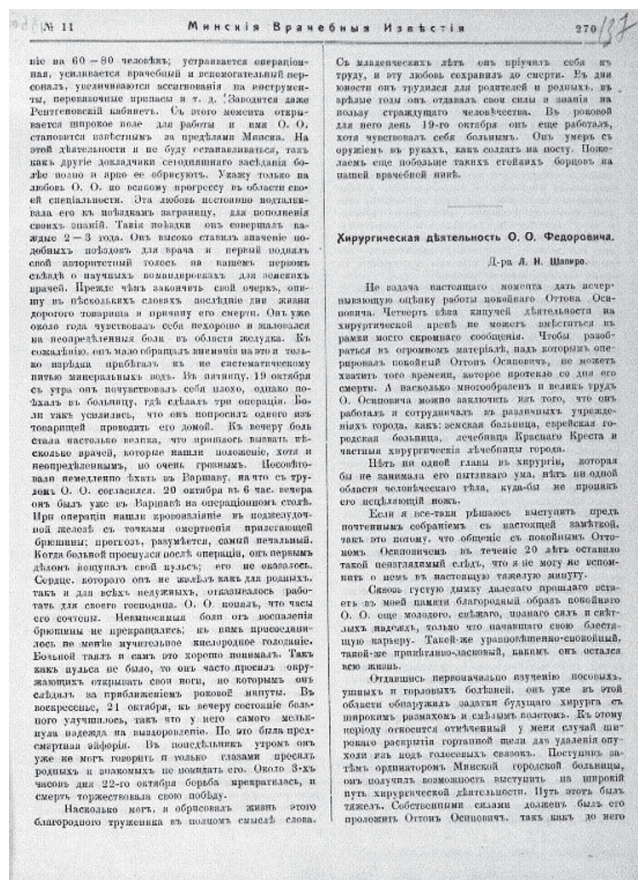 № 11
Минскія Врачебныя Извѣстія
270
137
ніе на 60—80 человѣкъ; устраивается операціон-
ная, усиливается врачебный и вспомогательный пер-
соналъ, увеличиваются ассигнованія на инструмен-
ты, перевязочные припасы и т. д. Заводится даже
Рентгеновскій кабинетъ. Съ этого момента откры-
вается широкое поле для работы и имя О. О.
становится извѣстнымъ за предѣлами Минска. На
этой дѣятельности я не буду останавливаться, такъ
какъ другіе докладчики сегодняшняго засѣданія бо-
лѣе полно и ярко ее обрисуютъ. Укажу только на
любовь О. О. ко всякому прогрессу въ области сво-
ей спеціальности. Эта любовь постоянно подталки-
вала его къ поѣздкамъ заграницу, для пополненія
своихъ знаній. Такія поѣздки онъ совершалъ ка-
ждые 2—3 года. Онъ высоко ставилъ значеніе по-
добныхъ поѣздокъ для врача и первый поднялъ
свой авторитетный голосъ на нашемъ первомъ
съѣздѣ о научныхъ командировкахъ для земскихъ
врачей. Прежде чѣмъ закончить свой очеркъ, опи-
шу въ нѣсколькихъ словахъ послѣдніе дни жизни
дорогого товарища и причину его смерти. Онъ уже
около года чувствовалъ себя нехорошо и жаловался
на неопредѣленныя боли въ области желудка. Къ
сожалѣнію, онъ мало обращалъ вниманія на это и толь-
ко изрѣдка прибѣгалъ къ не систематическому
питью минеральныхъ водъ. Въ пятницу, 19 октября
съ утра онъ почувствовалъ себя плохо, однако по-
ѣхалъ въ больницу, гдѣ сдѣлалъ три операціи. Бо-
ли такъ усилились, что онъ попросилъ одного изъ
товарищей проводить его домой. Къ вечеру боль
стала настолько велика, что пришлось вызвать нѣ-
сколько врачей, которые нашли положеніе, хотя и
неопредѣленнымъ, но очень грознымъ. Посовѣто-
вали немедленно ѣхать въ Варшаву, на что съ тру-
домъ О. О. согласился. 20 октября въ 6 час. вечера
онъ былъ уже въ Варшавѣ на операціонномъ столѣ.
При операціи нашли кровоизліяніе въ поджелудоч-
ной железѣ съ точками омертвенія прилегающей
брюшины; прогнозъ, разумѣется, самый печальный.
Когда больной проснулся послѣ операціи, онъ первымъ
дѣломъ пощупалъ свой пульсъ; его не оказалось.
Сердце, котораго онъ не жалѣлъ какъ для родныхъ,
такъ и для всѣхъ недужныхъ, отказывалось рабо-
тать для своего господина. О. О. понялъ, что часы
его сочтены. Невыносимыя боли отъ воспаленія
брюшины не прекращались; къ нимъ присоедини-
лось не менѣе мучительное кислородное голоданіе.
Больной таялъ и самъ это хорошо понималъ. Такъ
какъ пульса не было, то онъ часто просилъ окру-
жающихъ открывать свои ноги, по которымъ онъ
слѣдилъ за приближеніемъ роковой минуты. Въ
воскресенье, 21 октября, къ вечеру состояніе боль-
ного улучшилось, такъ что у него самого мельк-
нула надежда на выздоровленіе. Но это была пред-
смертная эйфорія. Въ понедѣльникъ утромъ онъ
уже не могъ говорить и только глазами просилъ
родныхъ и знакомыхъ не покидать его. Около 3-хъ
часовъ дня 22-го октября борьба прекратилась, и
смерть торжествовала свою побѣду.
Насколько могъ, я обрисовалъ жизнь этого
благороднаго труженика въ полномъ смыслѣ слова.
Съ младенческихъ лѣтъ онъ пріучилъ себя къ
труду, и эту любовь сохранилъ до смерти. Въ дни
юности онъ трудился для родителей и родныхъ, въ
зрѣлые годы онъ отдавалъ свои силы и знанія на
пользу страждущаго человѣчества. Въ роковой
для него день 19-го октября онъ еще работалъ,
хотя чувствовалъ себя больнымъ. Онъ умеръ съ
оружіемъ въ рукахъ, какъ солдатъ на посту. Поже-
лаемъ еще побольше такихъ стойкихъ борцовъ на
нашей врачебной нивѣ.
Хирургическая дѣятельность О. О. Федоровича.
Д-ра Л. Н. Шапиро.
Не задача настоящаго момента дать исчер-
пывающую оцѣнку работы покойнаго Оттона Оси-
повича. Четверть вѣка кипучей дѣятельности на
хирургической аренѣ не можетъ вмѣститься въ
рамки моего скромнаго сообщенія. Чтобы разоб-
раться въ огромномъ матеріалѣ, надъ которымъ опе-
рировалъ покойный Оттонъ Осиповичъ, не можетъ
хватить того времени, которое протекло со дня его
смерти. А насколько многообразенъ и великъ трудъ
О. Осиповича можно заключить изъ того, что онъ
работалъ и сотрудничалъ въ различныхъ учрежде-
ніяхъ города, какъ: земская больница, еврейская го-
родская больница, лечебница Краснаго Креста и
частныя хирургическія лѣчебницы города.
Нѣтъ ни одной главы въ хирургіи, которая
бы не занимала его пытливаго ума, нѣтъ ни одной
области человѣческаго тѣла, куда-бы не проникъ
его исцѣляющій ножъ.
Если я все-таки рѣшаюсь выступить предъ
почтеннымъ собраніемъ съ настоящей замѣткой,
такъ это потому, что общеніе съ покойнымъ Отто-
номъ Осиповичемъ въ теченіе 20 лѣтъ оставило
такой неизгладимый слѣдъ, что я не могу не вспом-
нить о немъ въ настоящую тяжелую минуту.
Сквозь густую дымку далекаго прошлаго вста-
етъ въ моей памяти благородный образъ покойнаго
О. О. еще молодого, свѣжаго, полнаго силъ и свѣт-
лыхъ надеждъ, только что начавшаго свою блестя-
щую карьеру. Такой-же уравновѣшенно-спокойный,
такой-же привѣтливо-ласковый, какимъ онъ остался
всю жизнь.
Отдавшись первоначально изученію носовыхъ,
ушныхъ и горловыхъ болѣзней, онъ уже въ этой
области обнаружилъ задатки будущаго хирурга съ
широкимъ размахомъ и смѣлымъ полетомъ. Къ этому
періоду относится отмѣченный у меня случай ши-
рокаго раскрытія гортанной щели для удаленія опу-
холи изъ подъ голосовыхъ связокъ. Поступивъ за-
тѣмъ ординаторомъ Минской городской больницы,
онъ получилъ возможность выступить на широкій
путь хирургической дѣятельности. Путь этотъ былъ
тяжелъ. Собственными силами долженъ былъ его
проложить Оттонъ Осиповичъ, такъ какъ до него